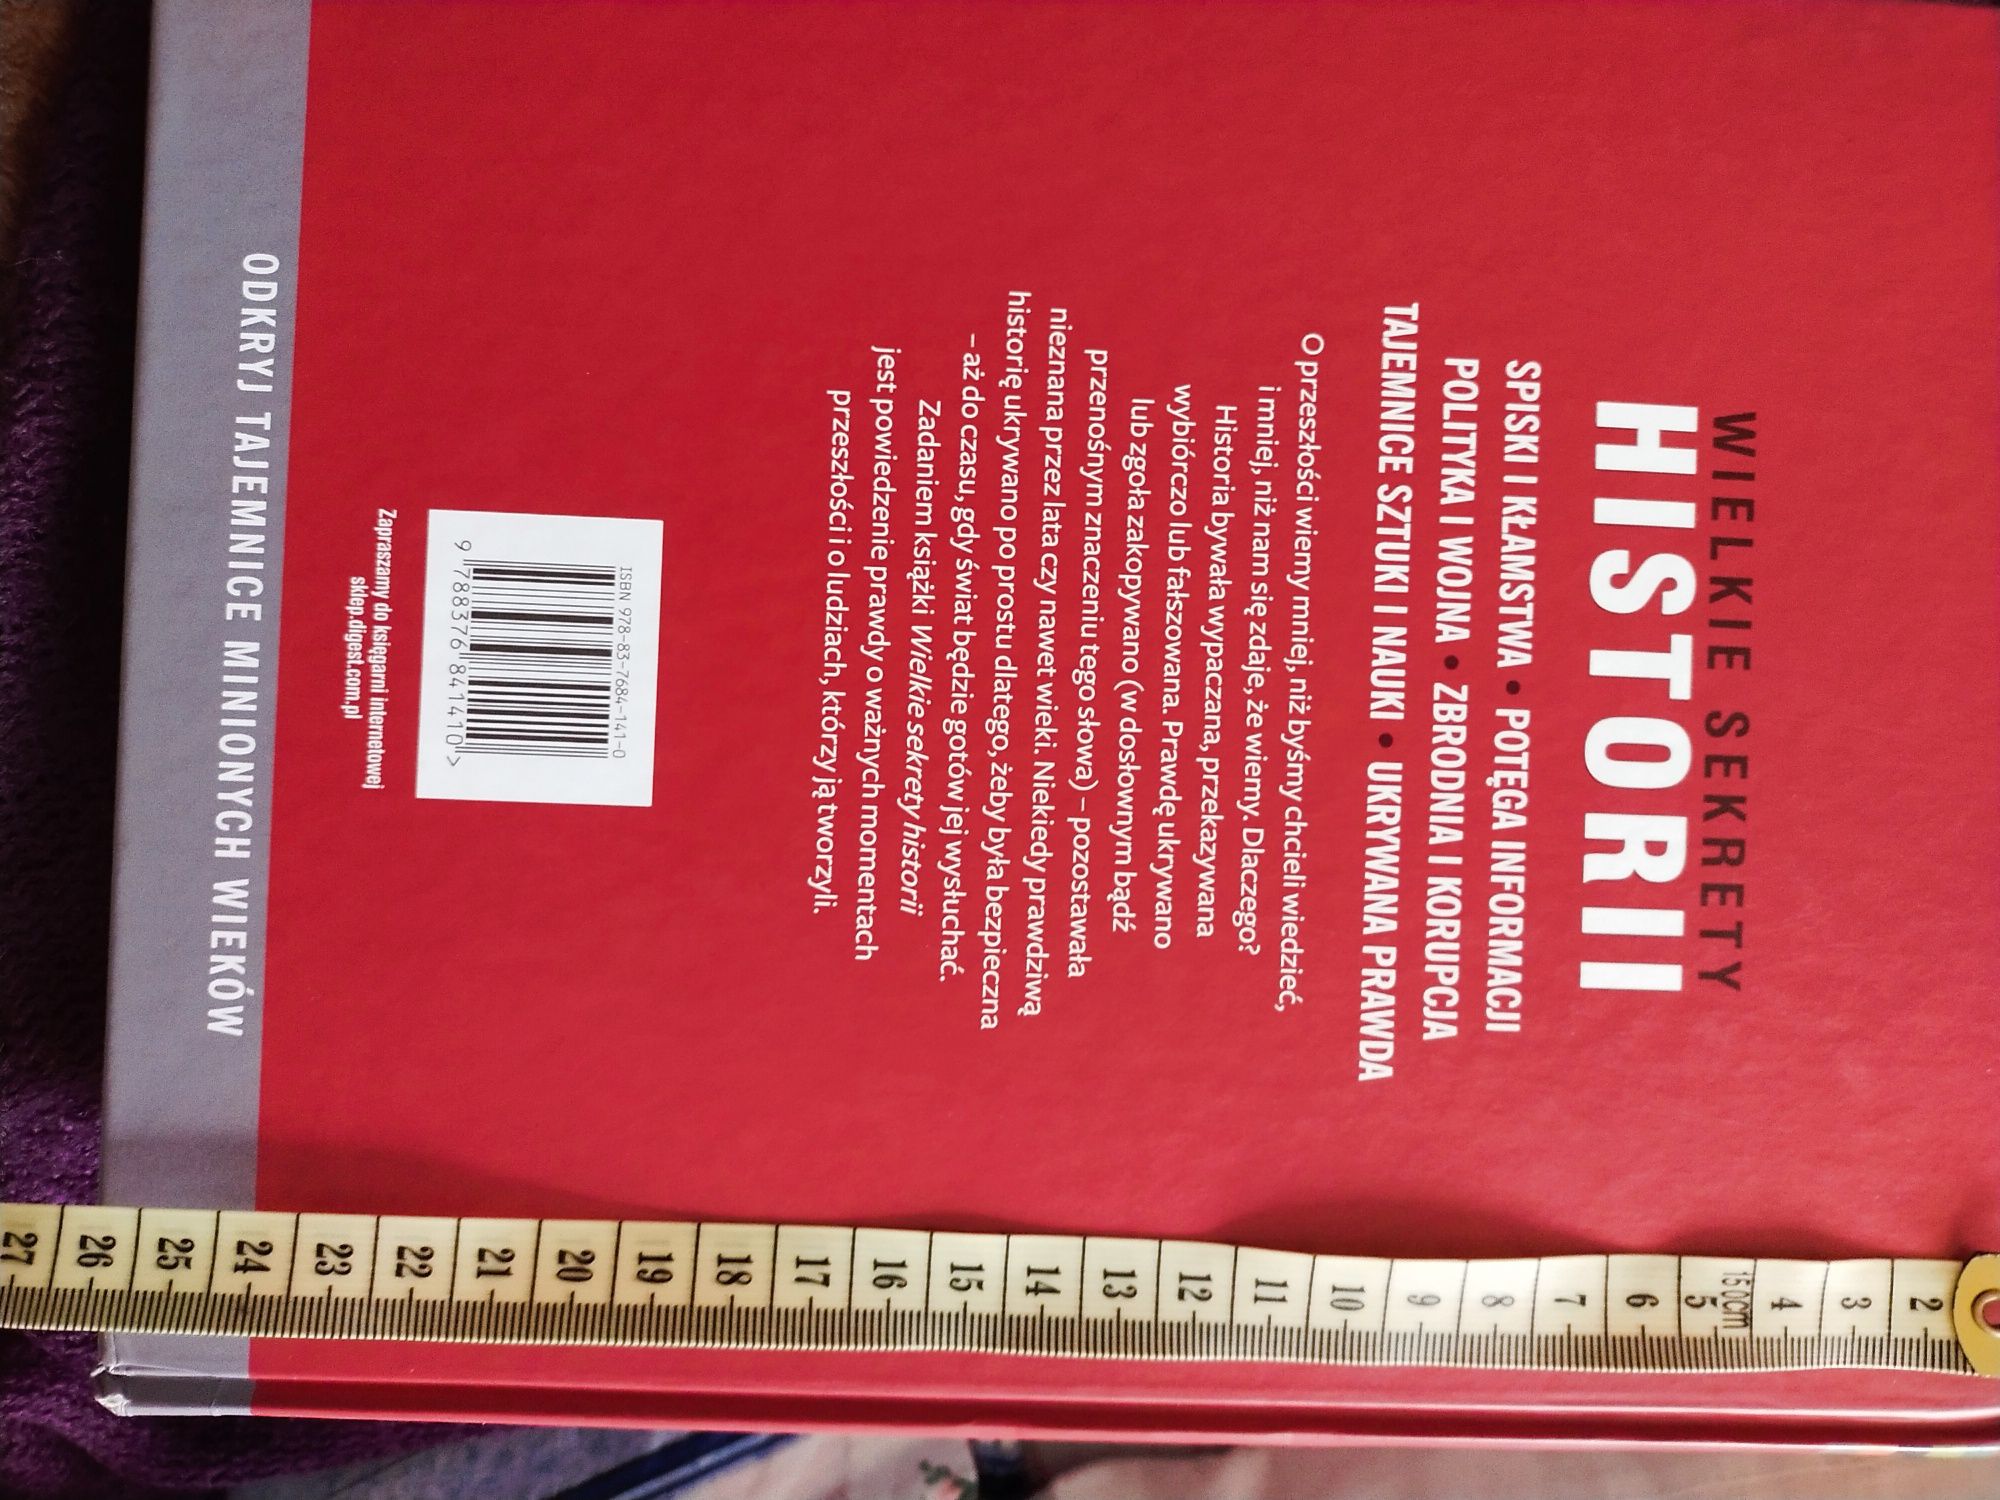 WIELKIE SEKRETY
HISTORII
SPISKI I KŁAMSTWA • POTĘGA INFORMACJI
POLITYKA I WOJNA • ZBRODNIA I KORUPCJA
TAJEMNICE SZTUKI I NAUKI • UKRYWANA PRAWDA
O przeszłości wiemy mniej, niż byśmy chcieli wiedzieć,
i mniej, niż nam się zdaje, że wiemy. Dlaczego?
Historia bywała wypaczana, przekazywana
wybiórczo lub fałszowana. Prawdę ukrywano
lub zgoła zakopywano (w dosłownym bądź
przenośnym znaczeniu tego słowa) – pozostawała
nieznana przez lata czy nawet wieki. Niekiedy prawdziwą
historię ukrywano po prostu dlatego, żeby była bezpieczna
– aż do czasu, gdy świat będzie gotów jej wysłuchać.
Zadaniem książki Wielkie sekrety historii
jest powiedzenie prawdy o ważnych momentach
przeszłości i o ludziach, którzy ją tworzyli.
ISBN 978-83-7684-141-0
9 788376 841410 >
Zapraszamy do księgarni internetowej
sklep.digest.com.pl
ODKRYJ TAJEMNICE MINIONYCH WIEKÓW
2
3
4
150cm
5
6
7
8
9
10
11
12
13
14
15
16
17
18
19
20
21
22
23
24
25
26
27